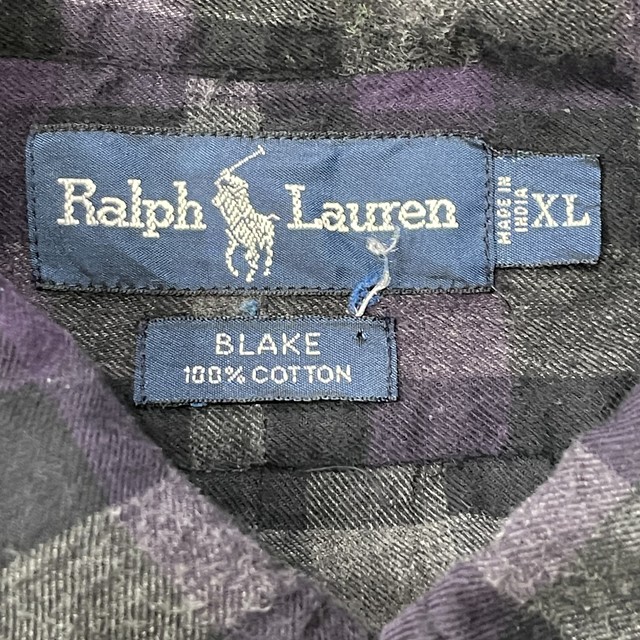 Ralph Lauren
MADE IN
INDIA
XL
BLAKE
100% COTTON